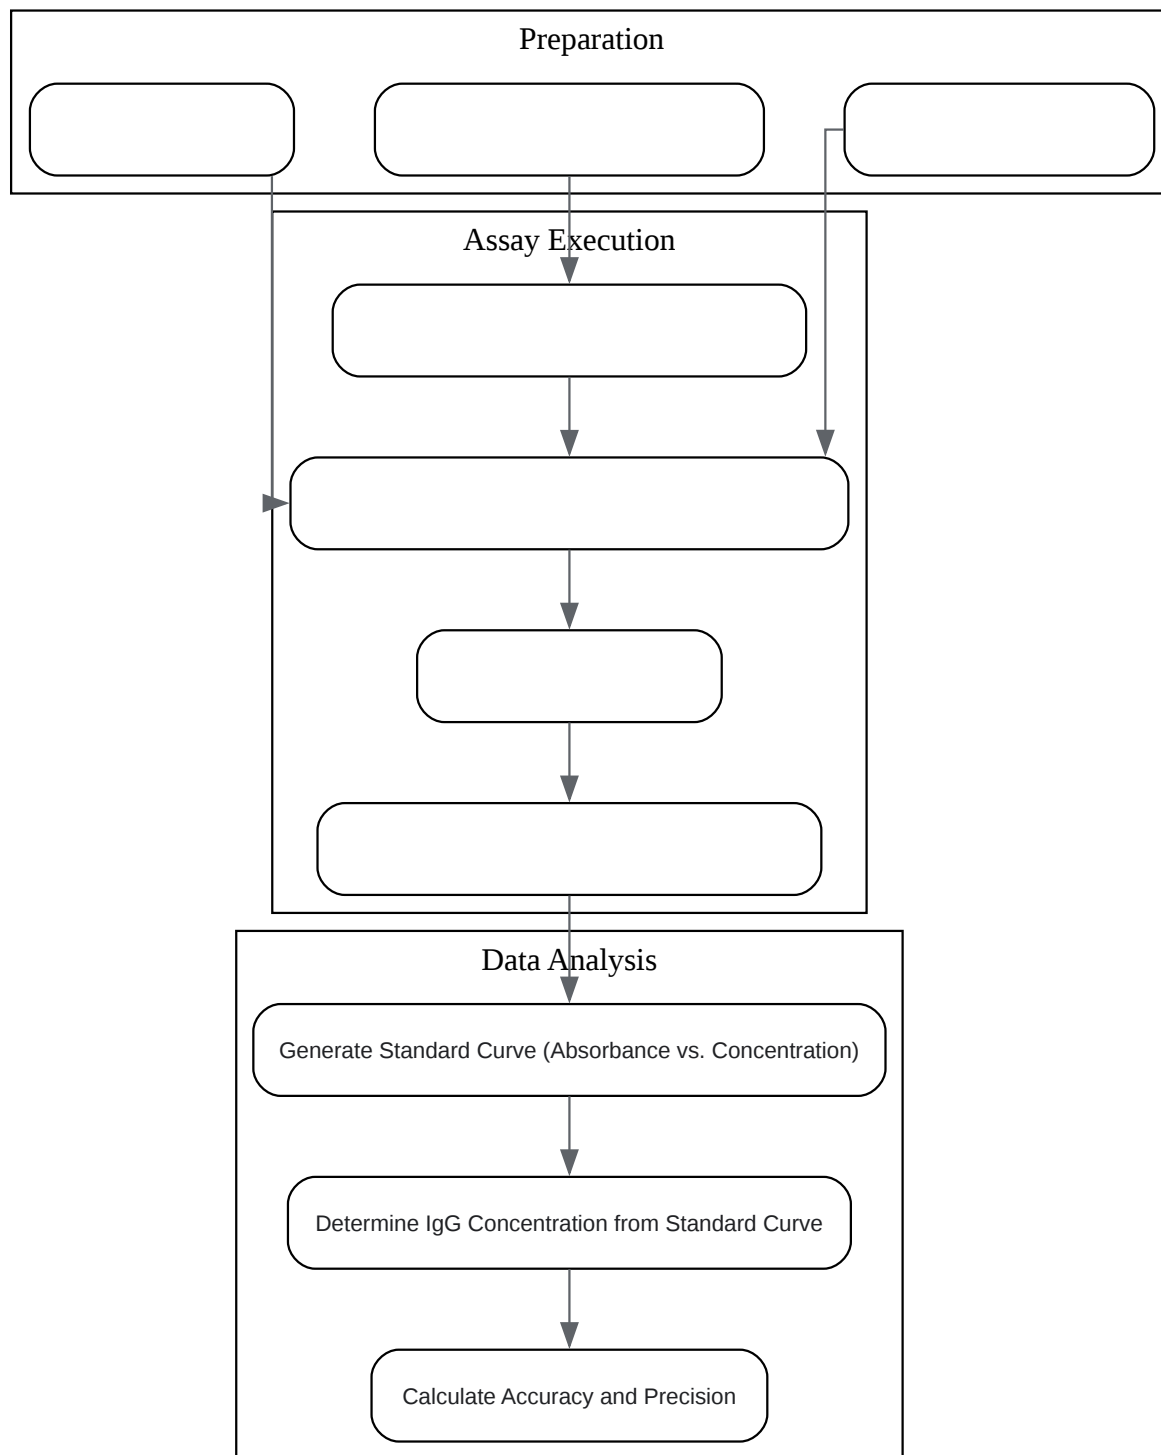 Preparation
Assay Execution
Data Analysis
Generate Standard Curve (Absorbance vs. Concentration)
Determine IgG Concentration from Standard Curve
Calculate Accuracy and Precision